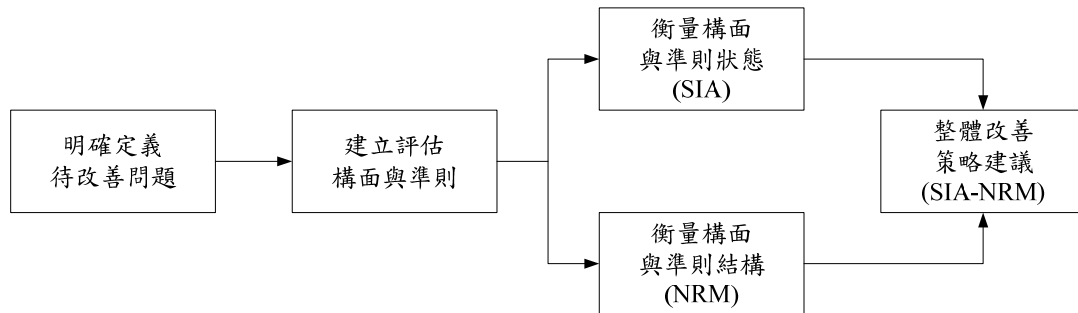 明確定義
待改善問題
建立評估
構面與準則
衡量構面
與準則狀態
(SIA)
衡量構面
與準則結構
(NRM)
整體改善
策略建議
(SIA-NRM)